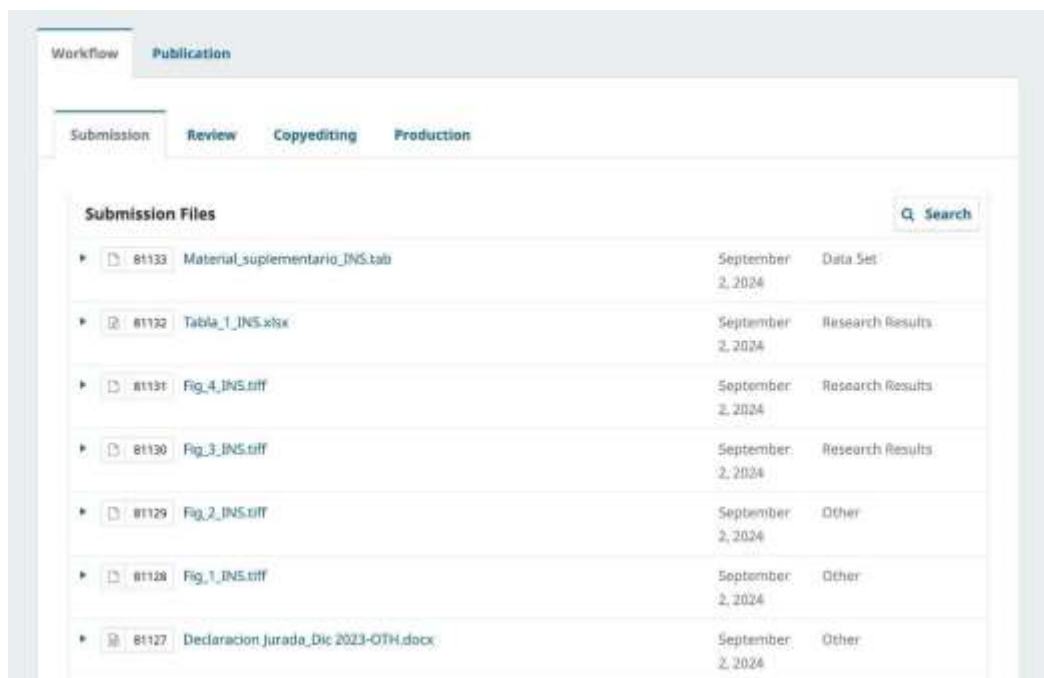 Workflow Publication
Submission Review Copyediting Production
Submission Files Search
81133 Material_suplementario_INS.tab September 2, 2024 Data Set
81132 Tabla_1_INS.xlsx September 2, 2024 Research Results
81131 Fig_4_INS.tiff September 2, 2024 Research Results
81130 Fig_3_INS.tiff September 2, 2024 Research Results
81129 Fig_2_INS.tiff September 2, 2024 Other
81128 Fig_1_INS.tiff September 2, 2024 Other
81127 Declaracion Jurada_Dic 2023-OTH.docx September 2, 2024 Other